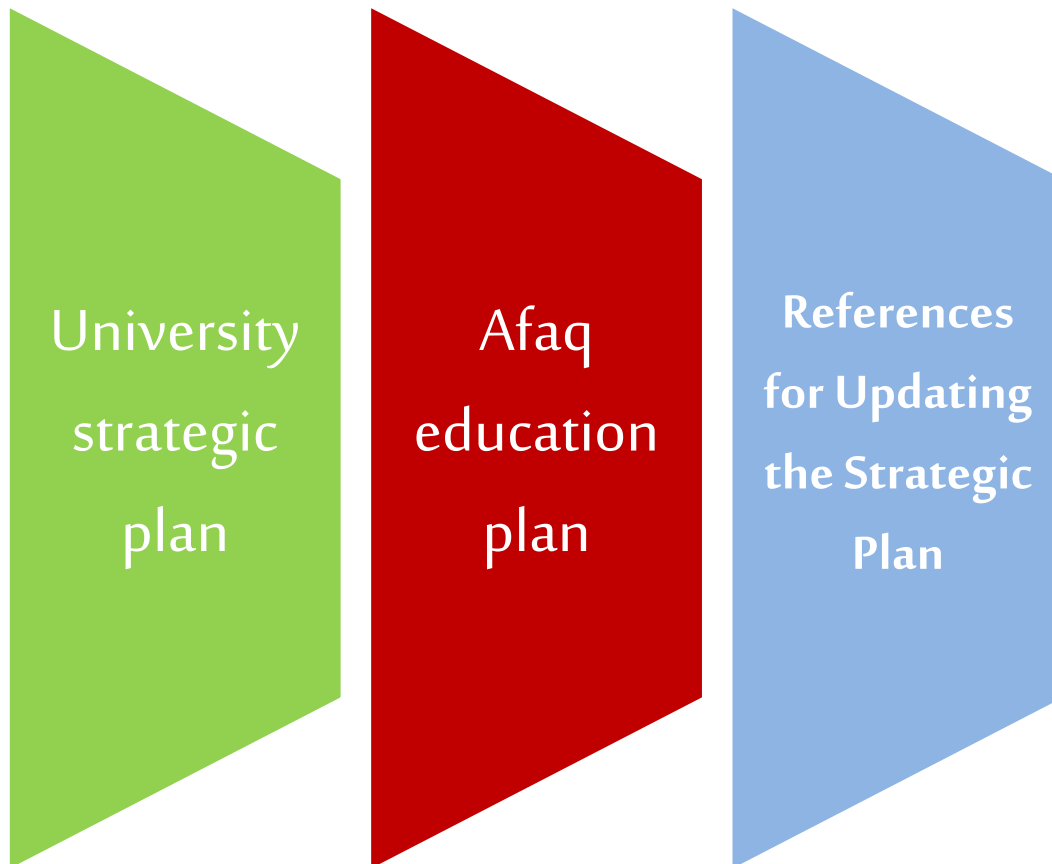 University
strategic
plan
Afaq
education
plan
References
for Updating
the Strategic
Plan